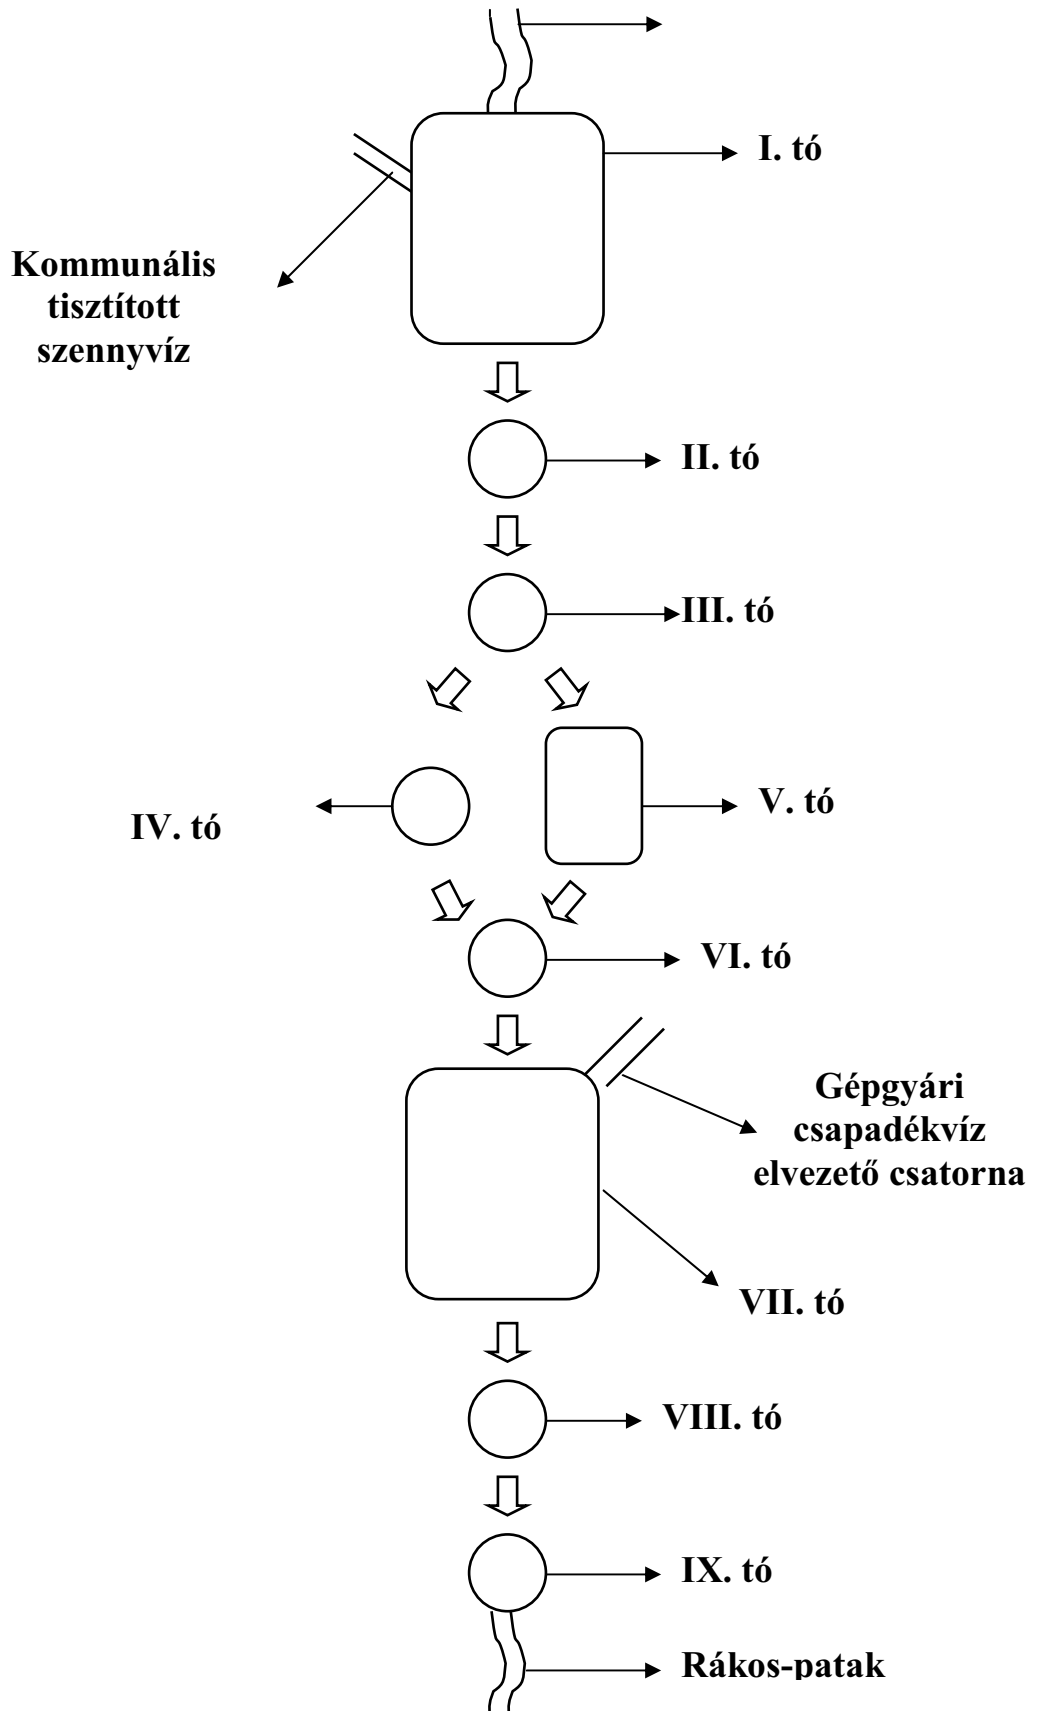 I. tó
Kommunális
tisztított
szennyvíz
II. tó
III. tó
IV. tó
V. tó
VI. tó
Gépgyári
csapadékvíz
elvezető csatorna
VII. tó
VIII. tó
IX. tó
Rákos-patak